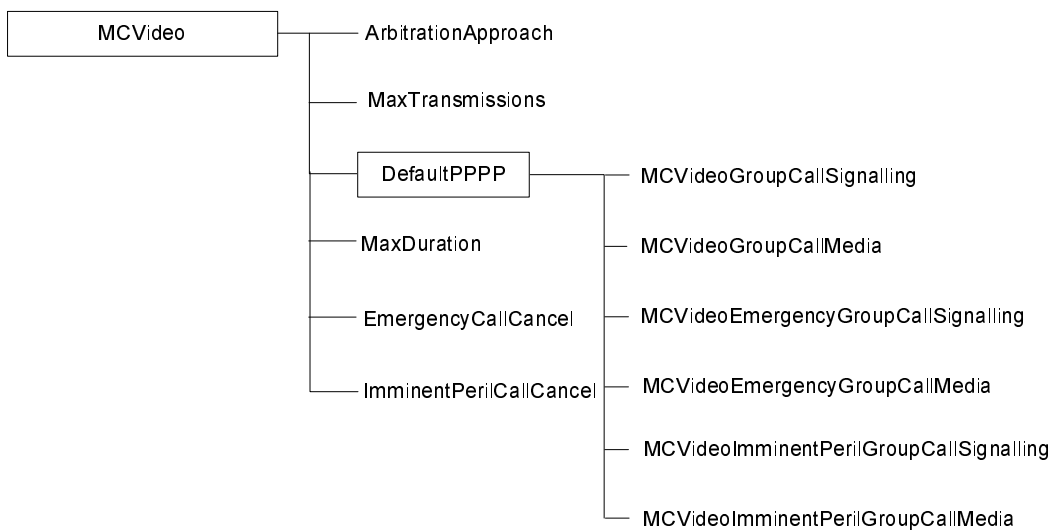 MCVideo
ArbitrationApproach
MaxTransmissions
DefaultPPPP
MaxDuration
EmergencyCallCancel
ImminentPerilCallCancel
MCVideoGroupCallSignalling
MCVideoGroupCallMedia
MCVideoEmergencyGroupCallSignalling
MCVideoEmergencyGroupCallMedia
MCVideoImminentPerilGroupCallSignalling
MCVideoImminentPerilGroupCallMedia